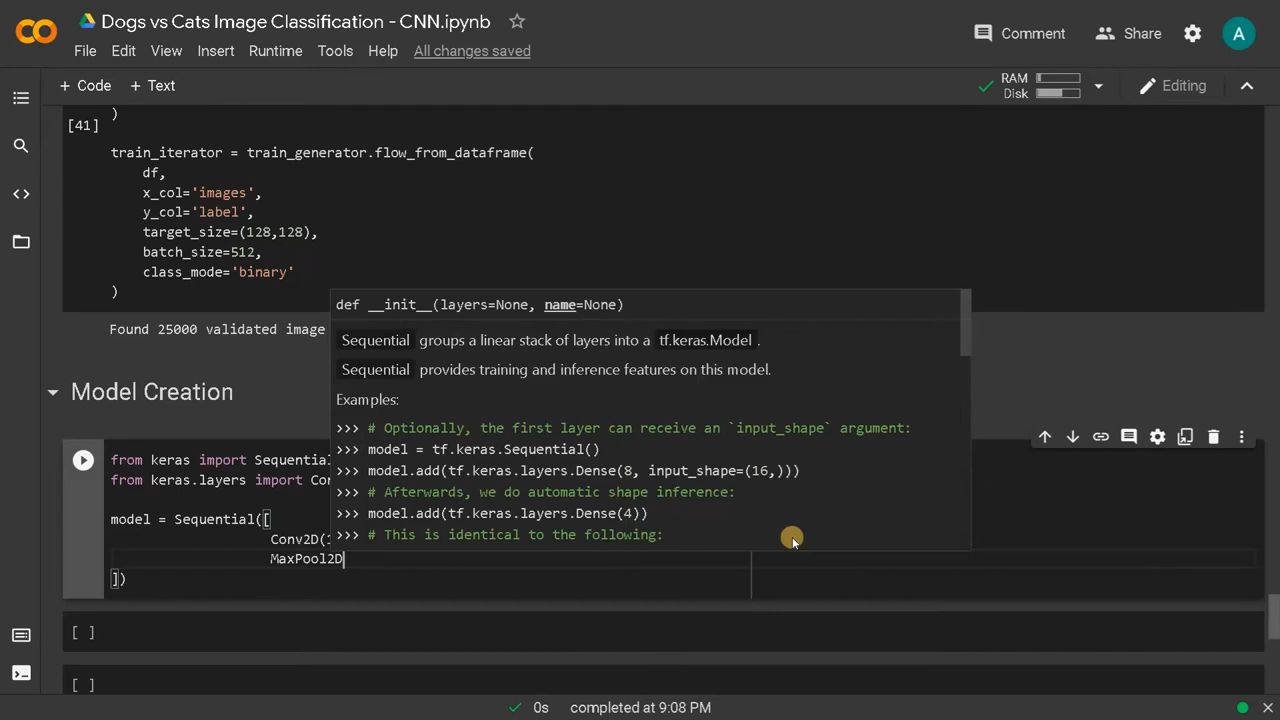 Dogs vs Cats Image Classification - CNN.ipynb
File Edit View Insert Runtime Tools Help All changes saved
Comment Share A
+ Code + Text
RAM
Disk
Editing
)
[41]
train_iterator = train_generator.flow_from_dataframe(
df,
x_col='images',
y_col='label',
target_size=(128,128),
batch_size=512,
class_mode='binary'
)
Found 25000 validated image
def __init__(layers=None, name=None)
Sequential groups a linear stack of layers into a tf.keras.Model .
Sequential provides training and inference features on this model.
Examples:
>>> # Optionally, the first layer can receive an `input_shape` argument:
>>> model = tf.keras.Sequential()
>>> model.add(tf.keras.layers.Dense(8, input_shape=(16,)))
>>> # Afterwards, we do automatic shape inference:
>>> model.add(tf.keras.layers.Dense(4))
>>> # This is identical to the following:
Model Creation
from keras import Sequential
from keras.layers import Con
model = Sequential([
Conv2D(1
MaxPool2D
])
[ ]
[ ]
0s completed at 9:08 PM